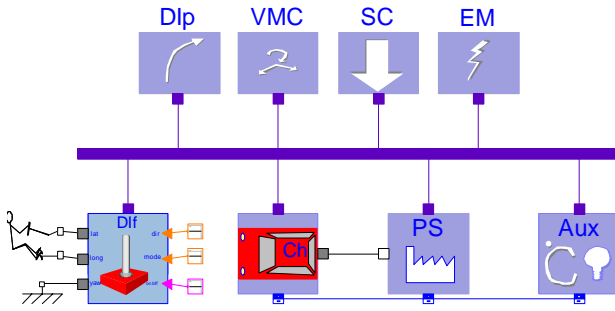 DIp VMC SC EM
DIf
lat dir
long mode
yaw
Ch
PS
Aux